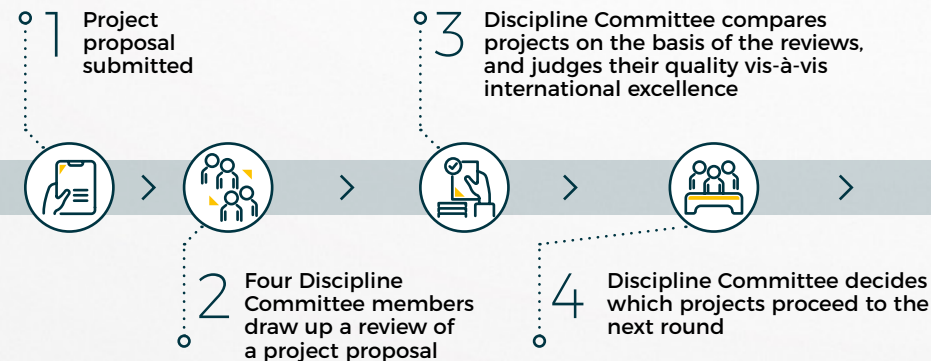 1
Project
proposal
submitted
2
Four Discipline
Committee members
draw up a review of
a project proposal
3
Discipline Committee compares
projects on the basis of the reviews,
and judges their quality vis-à-vis
international excellence
4
Discipline Committee decides
which projects proceed to the
next round